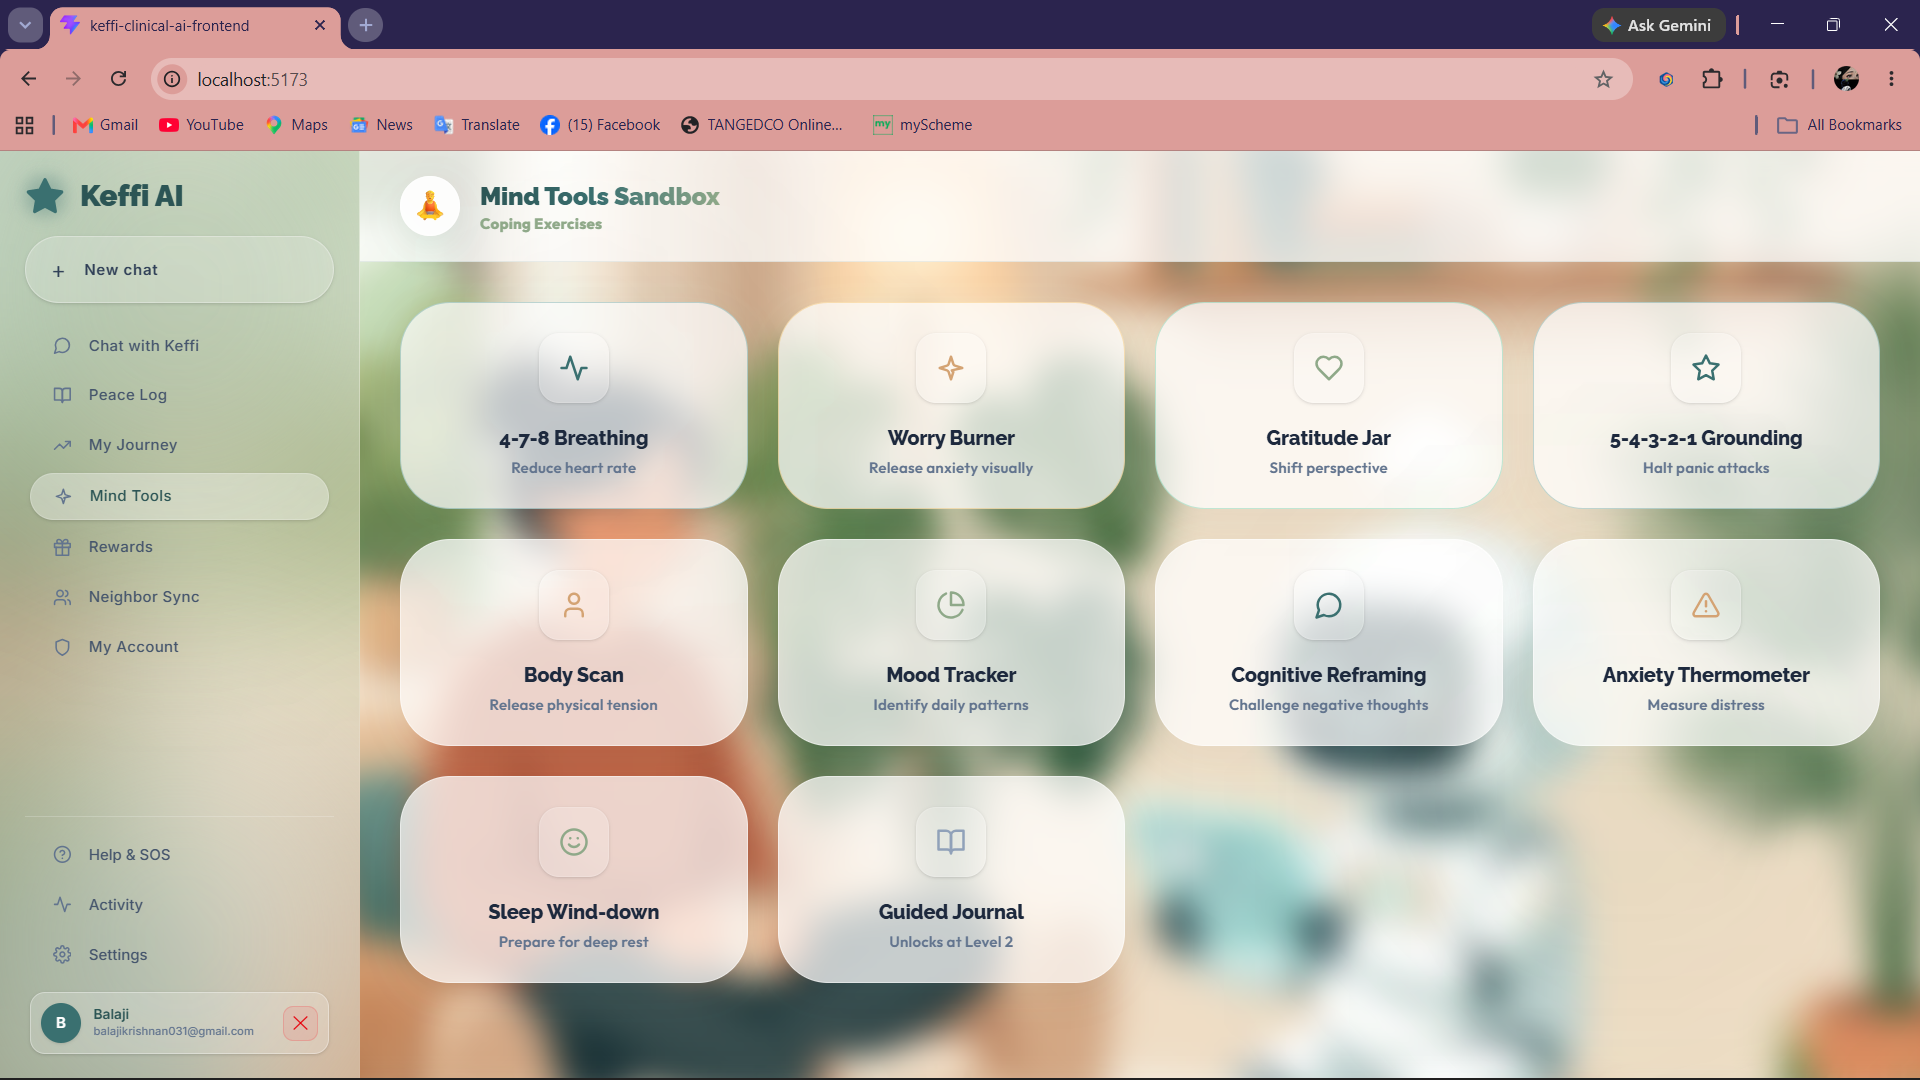 keffi-clinical-ai-frontend
Ask Gemini
localhost:5173
Gmail
YouTube
Maps
News
Translate
(15) Facebook
TANGEDCO Online...
my
myScheme
All Bookmarks
Keffi AI
+ New chat
Chat with Keffi
Peace Log
My Journey
Mind Tools
Rewards
Neighbor Sync
My Account
Help & SOS
Activity
Settings
B
Balaji
balajikrishnan031@gmail.com
Mind Tools Sandbox
Coping Exercises
4-7-8 Breathing
Reduce heart rate
Worry Burner
Release anxiety visually
Gratitude Jar
Shift perspective
5-4-3-2-1 Grounding
Halt panic attacks
Body Scan
Release physical tension
Mood Tracker
Identify daily patterns
Cognitive Reframing
Challenge negative thoughts
Anxiety Thermometer
Measure distress
Sleep Wind-down
Prepare for deep rest
Guided Journal
Unlocks at Level 2